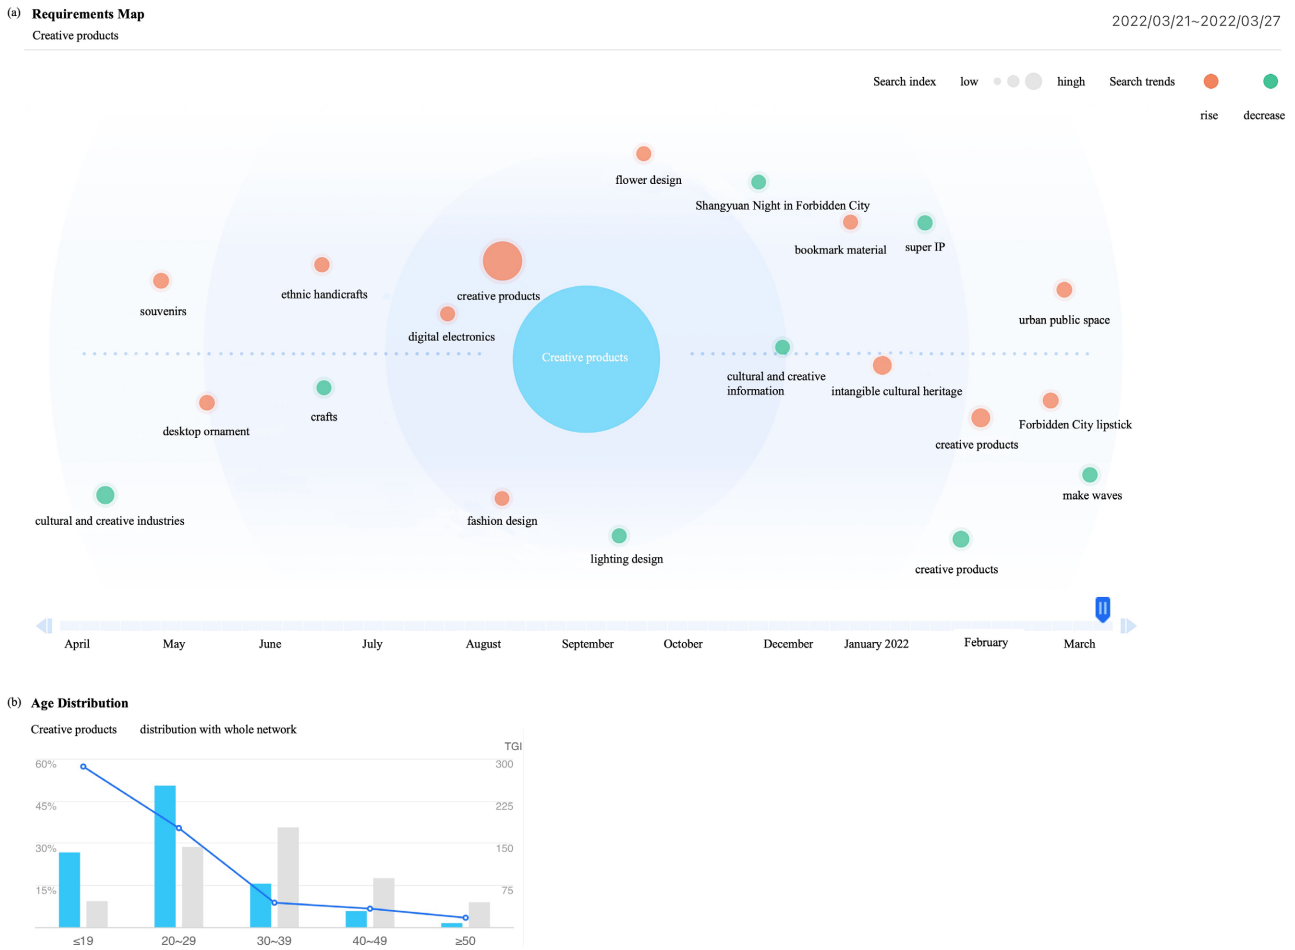 (a) Requirements Map
Creative products
2022/03/21~2022/03/27
Search index low hingh Search trends
rise decrease
flower design
Shangyuan Night in Forbidden City
bookmark material
super IP
creative products
ethnic handicrafts
souvenirs
digital electronics
urban public space
Creative products
cultural and creative
information
intangible cultural heritage
crafts
desktop ornament
Forbidden City lipstick
creative products
make waves
cultural and creative industries
fashion design
lighting design
creative products
April May June July August September October December January 2022 February March
(b) Age Distribution
Creative products distribution with whole network
TGI
60% 300
45% 225
30% 150
15% 75
≤19 20~29 30~39 40~49 ≥50